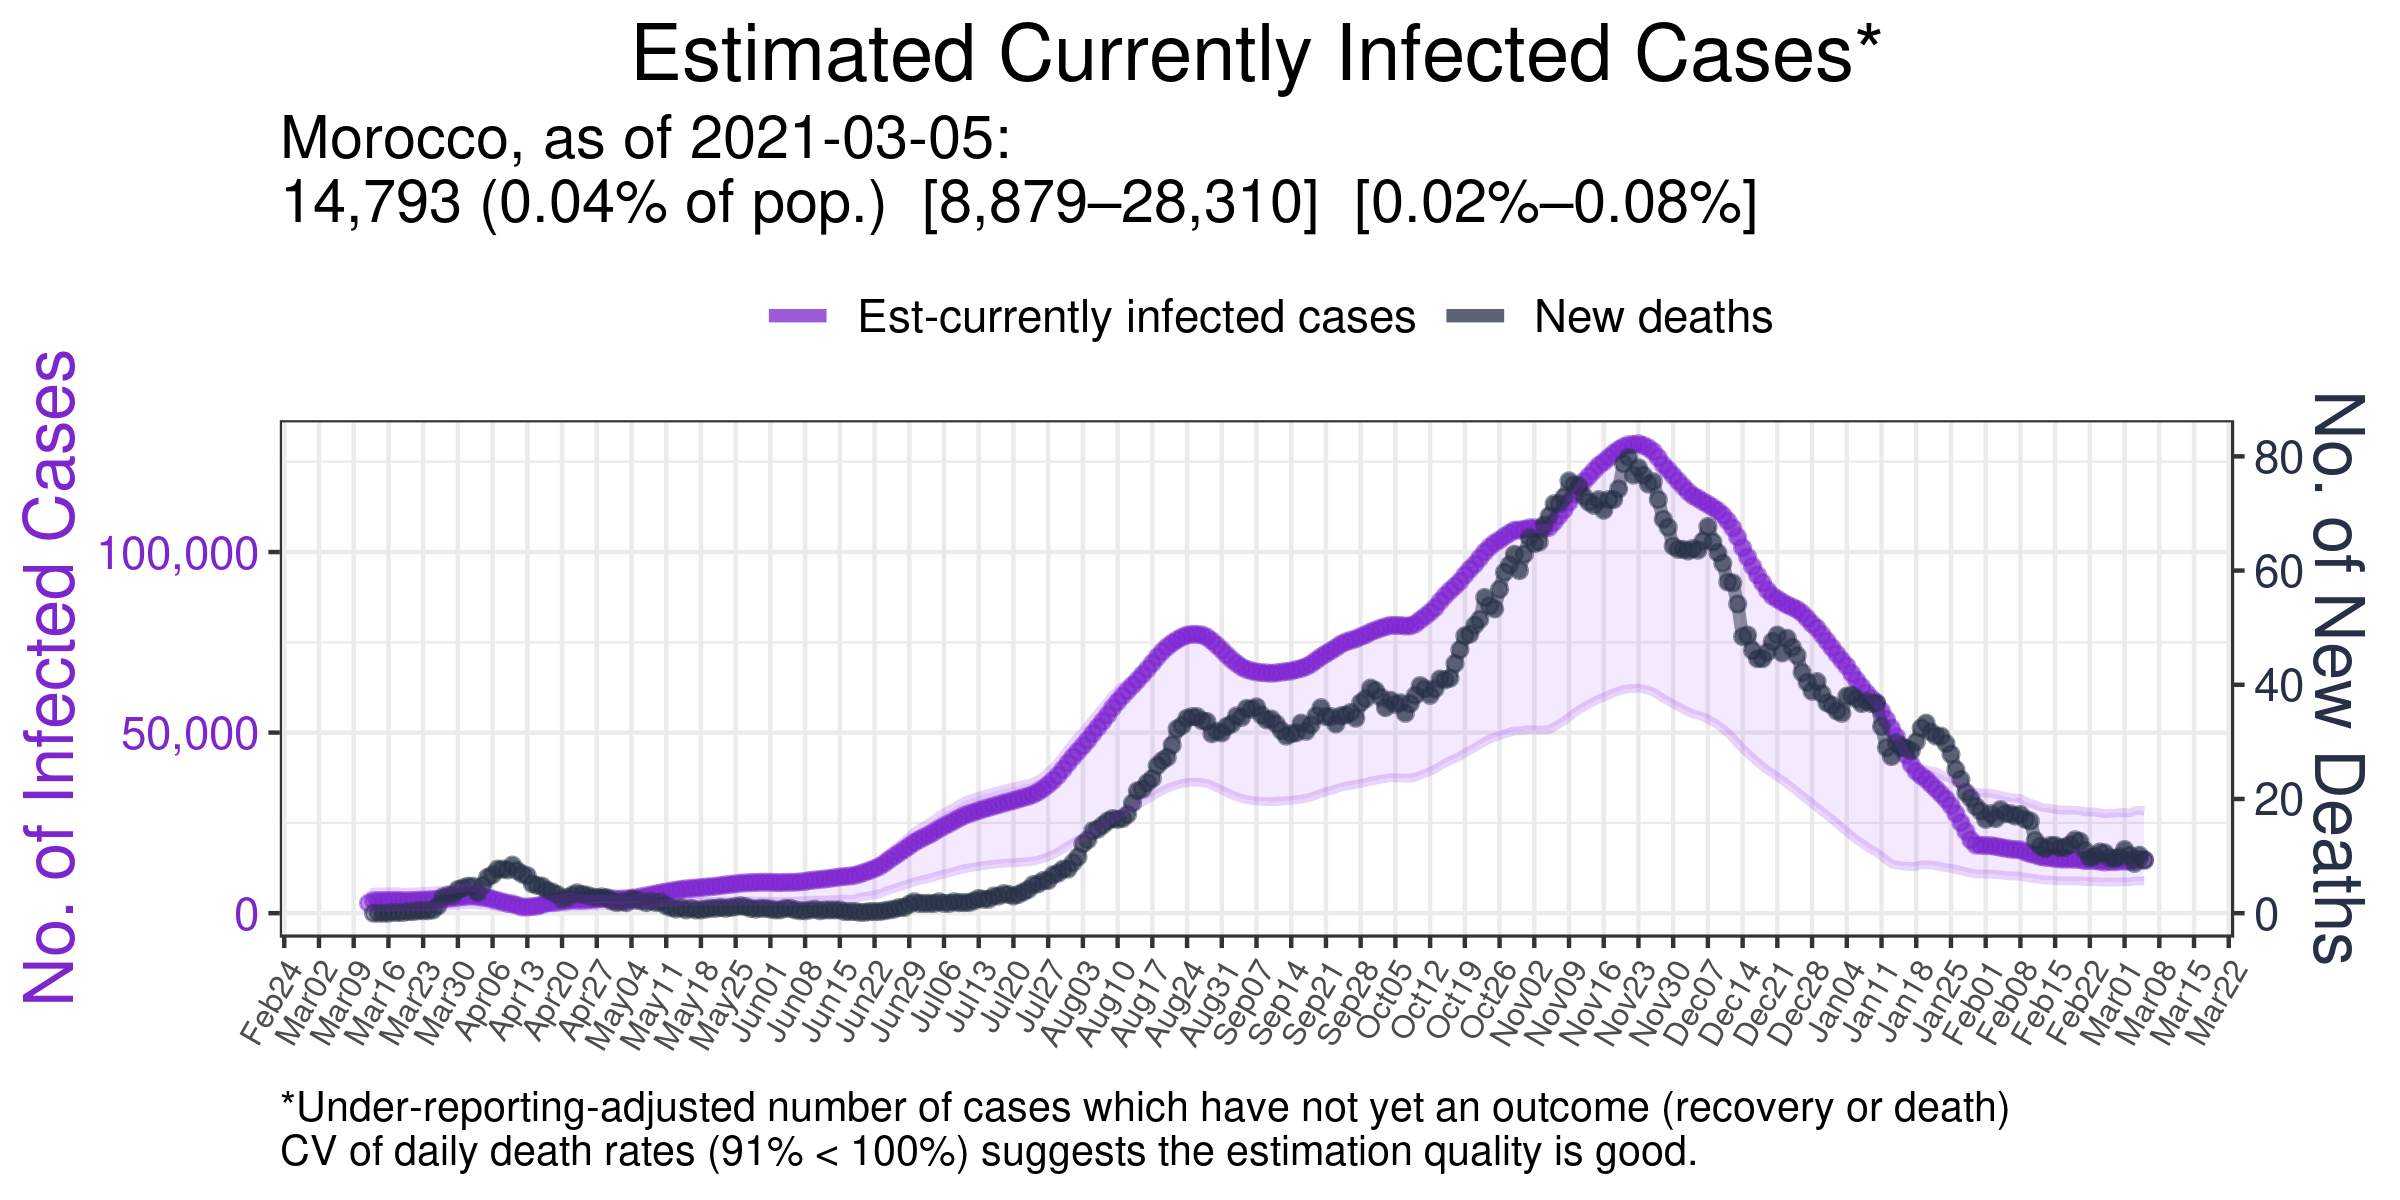 Estimated Currently Infected Cases*
Morocco, as of 2021-03-05:
14,793 (0.04% of pop.) [8,879–28,310] [0.02%–0.08%]
Est-currently infected cases New deaths
No. of Infected Cases
100,000
50,000
0
80
60
40
20
0
No. of New Deaths
Feb24 Mar02 Mar09 Mar16 Mar23 Mar30 Apr06 Apr13 Apr20 Apr27 May04 May11 May18 May25 Jun01 Jun08 Jun15 Jun22 Jun29 Jul06 Jul13 Jul20 Jul27 Aug03 Aug10 Aug17 Aug24 Aug31 Sep07 Sep14 Sep21 Sep28 Oct05 Oct12 Oct19 Oct26 Nov02 Nov09 Nov16 Nov23 Nov30 Dec07 Dec14 Dec21 Dec28 Jan04 Jan11 Jan18 Jan25 Feb01 Feb08 Feb15 Feb22 Mar01 Mar08 Mar15 Mar22
*Under-reporting-adjusted number of cases which have not yet an outcome (recovery or death)
CV of daily death rates (91% < 100%) suggests the estimation quality is good.